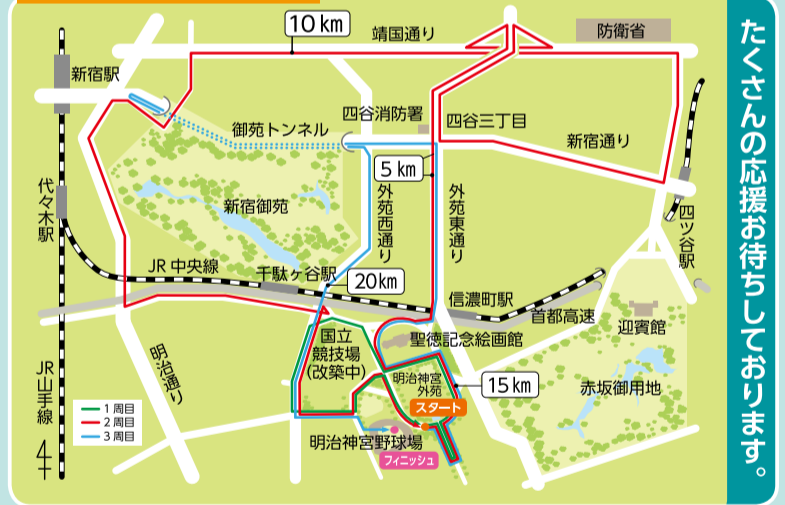 10km
靖国通り
防衛省
新宿駅
四谷消防署
四谷三丁目
御苑トンネル
新宿通り
5km
代々木駅
新宿御苑
外苑西通り
外苑東通り
四ツ谷駅
JR中央線
千駄ヶ谷駅
20km
信濃町駅
首都高速
迎賓館
国立
競技場
(改築中)
聖徳記念絵画館
明治通り
明治神宮
外苑
15km
赤坂御用地
スタート
JR山手線
1周目
2周目
3周目
明治神宮野球場
フィニッシュ
4
たくさんの応援お待ちしております。